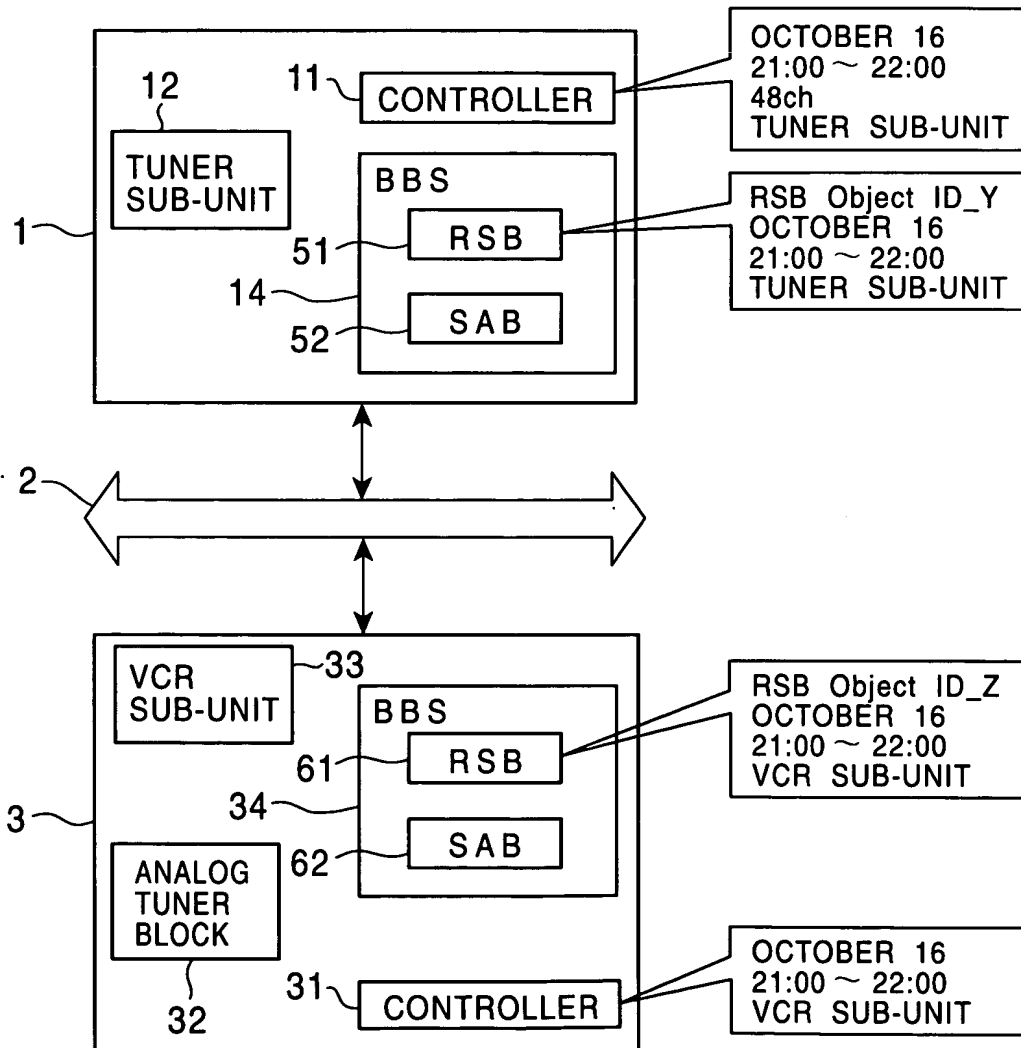 OCTOBER 16
21:00 ~ 22:00
48ch
TUNER SUB-UNIT
11
CONTROLLER
12
TUNER
SUB-UNIT
BBS
RSB
51
SAB
52
14
1
RSB Object ID_Y
OCTOBER 16
21:00 ~ 22:00
TUNER SUB-UNIT
2
VCR
SUB-UNIT
33
BBS
RSB
61
34
SAB
62
3
ANALOG
TUNER
BLOCK
32
31
CONTROLLER
RSB Object ID_Z
OCTOBER 16
21:00 ~ 22:00
VCR SUB-UNIT
OCTOBER 16
21:00 ~ 22:00
VCR SUB-UNIT